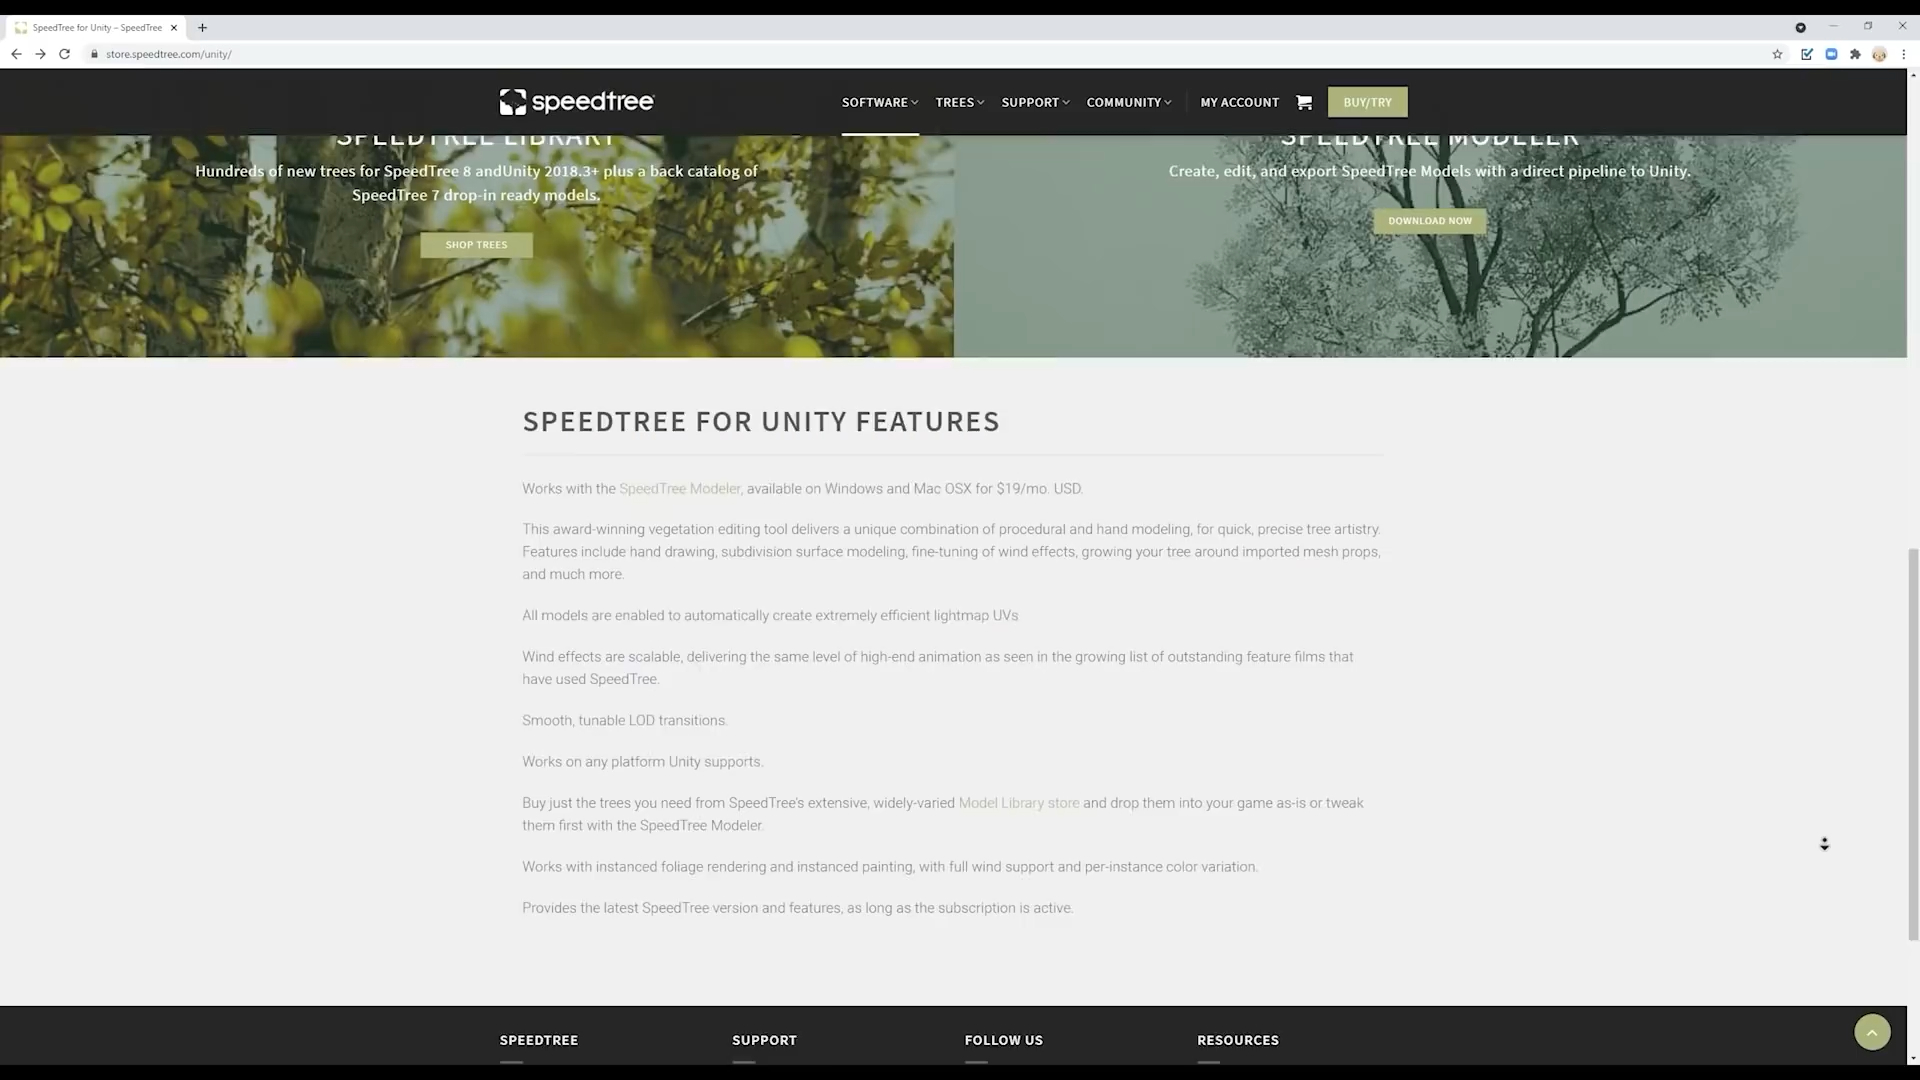 SpeedTree for Unity – SpeedTree
store.speedtree.com/unity/
speedtree
SOFTWARE
TREES
SUPPORT
COMMUNITY
MY ACCOUNT
BUY/TRY
SPEEDTREE LIBRARY
Hundreds of new trees for SpeedTree 8 andUnity 2018.3+ plus a back catalog of
SpeedTree 7 drop-in ready models.
SHOP TREES
SPEEDTREE MODELER
Create, edit, and export SpeedTree Models with a direct pipeline to Unity.
DOWNLOAD NOW
SPEEDTREE FOR UNITY FEATURES
Works with the SpeedTree Modeler, available on Windows and Mac OSX for $19/mo. USD.
This award-winning vegetation editing tool delivers a unique combination of procedural and hand modeling, for quick, precise tree artistry.
Features include hand drawing, subdivision surface modeling, fine-tuning of wind effects, growing your tree around imported mesh props,
and much more.
All models are enabled to automatically create extremely efficient lightmap UVs
Wind effects are scalable, delivering the same level of high-end animation as seen in the growing list of outstanding feature films that
have used SpeedTree.
Smooth, tunable LOD transitions.
Works on any platform Unity supports.
Buy just the trees you need from SpeedTree's extensive, widely-varied Model Library store and drop them into your game as-is or tweak
them first with the SpeedTree Modeler.
Works with instanced foliage rendering and instanced painting, with full wind support and per-instance color variation.
Provides the latest SpeedTree version and features, as long as the subscription is active.
SPEEDTREE
SUPPORT
FOLLOW US
RESOURCES